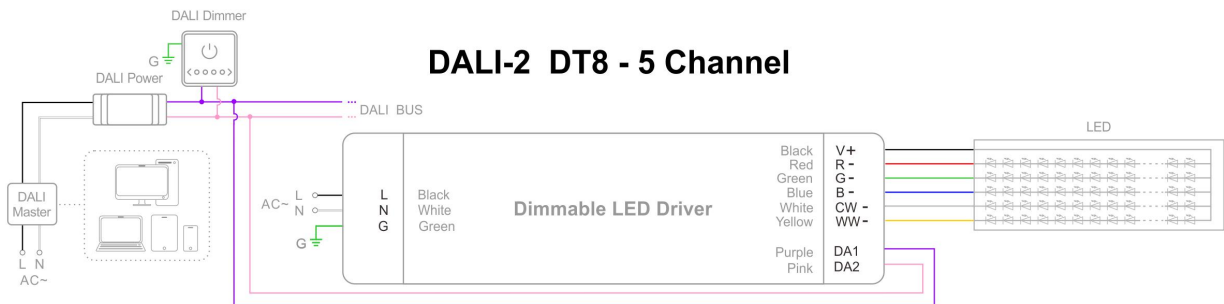 DALI Dimmer
G
DALI-2 DT8 - 5 Channel
DALI Power
DALI BUS
LED
DALI
Master
L N
AC~
AC~ L
N
G
L Black
N White
G Green
Dimmable LED Driver
Black V+
Red R-
Green G-
Blue B-
White CW-
Yellow WW-
Purple DA1
Pink DA2